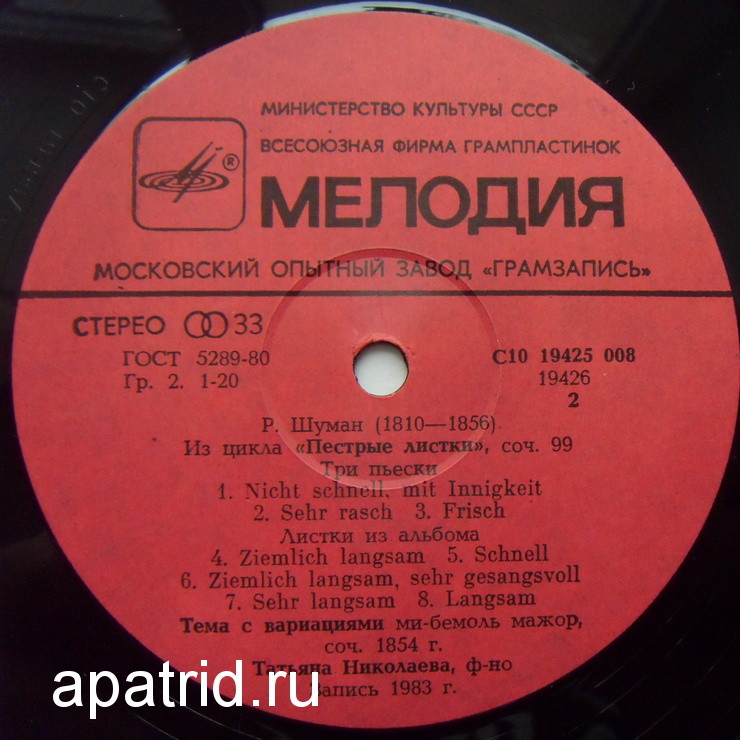 МИНИСТЕРСТВО КУЛЬТУРЫ СССР
ВСЕСОЮЗНАЯ ФИРМА ГРАМПЛАСТИНОК
®
МЕЛОДИЯ
МОСКОВСКИЙ ОПЫТНЫЙ ЗАВОД «ГРАМЗАПИСЬ»
СТЕРЕО 33
ГОСТ 5289-80 С10 19425 008
Гр. 2. 1-20 19426
2
Р. Шуман (1810—1856)
Из цикла «Пестрые листки», соч. 99
Три пьески
1. Nicht schnell, mit Innigkeit
2. Sehr rasch 3. Frisch
Листки из альбома
4. Ziemlich langsam 5. Schnell
6. Ziemlich langsam, sehr gesangsvoll
7. Sehr langsam 8. Langsam
Тема с вариациями ми-бемоль мажор,
соч. 1854 г.
Татьяна Николаева, ф-но
Запись 1983 г.
apatrid.ru